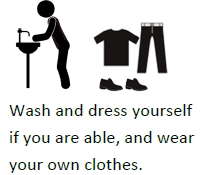 Wash and dress yourself
if you are able, and wear
your own clothes.